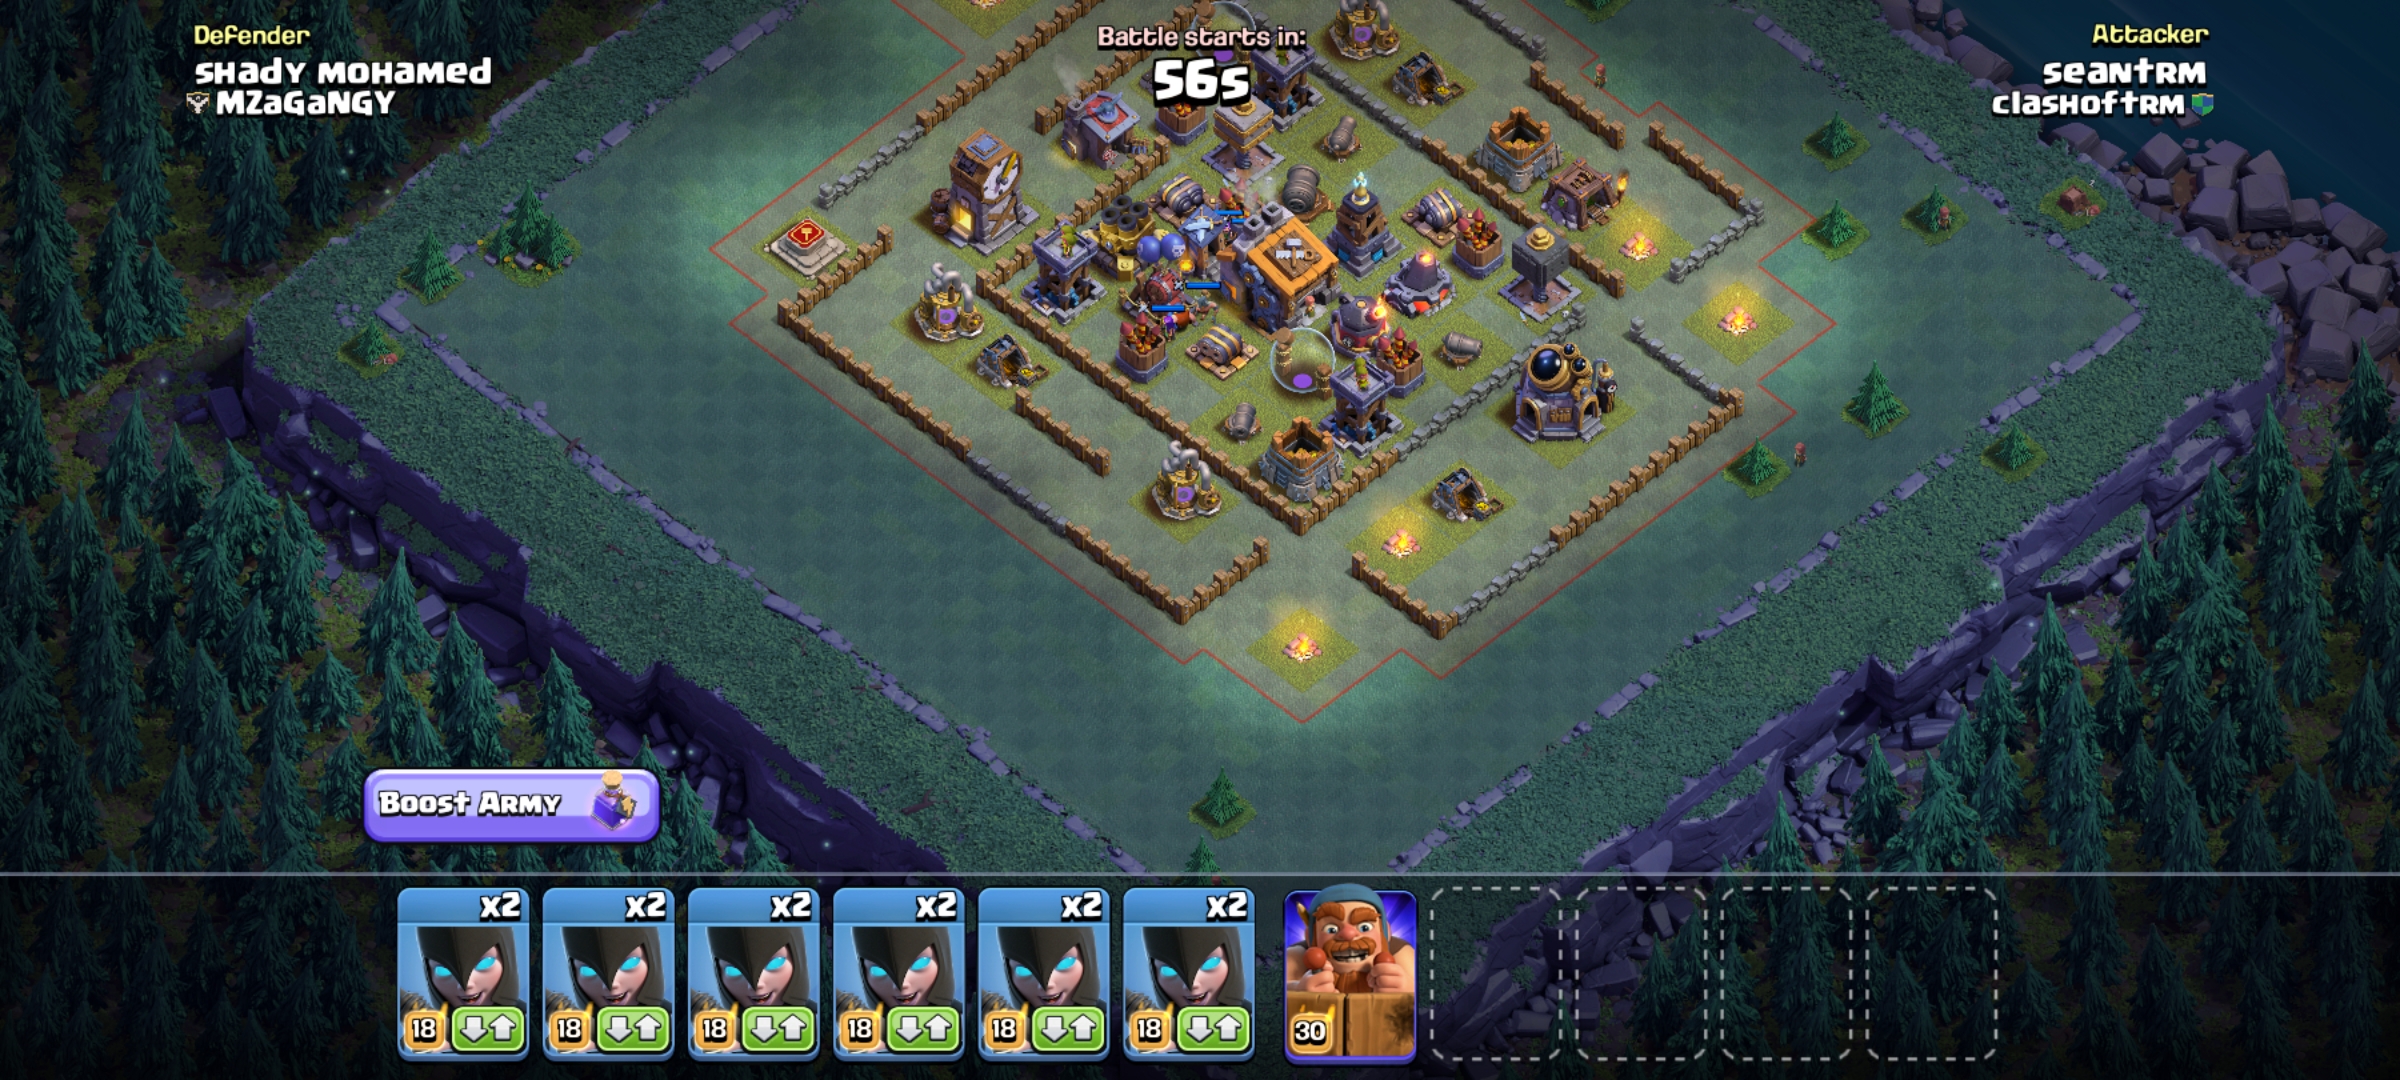 Defender
SHADY MOHAMED
MZaGaNGY
Battle starts in:
56s
Attacker
seantRM
clashoftRM
Boost Army
x2
x2
x2
x2
x2
x2
18
18
18
18
18
18
30